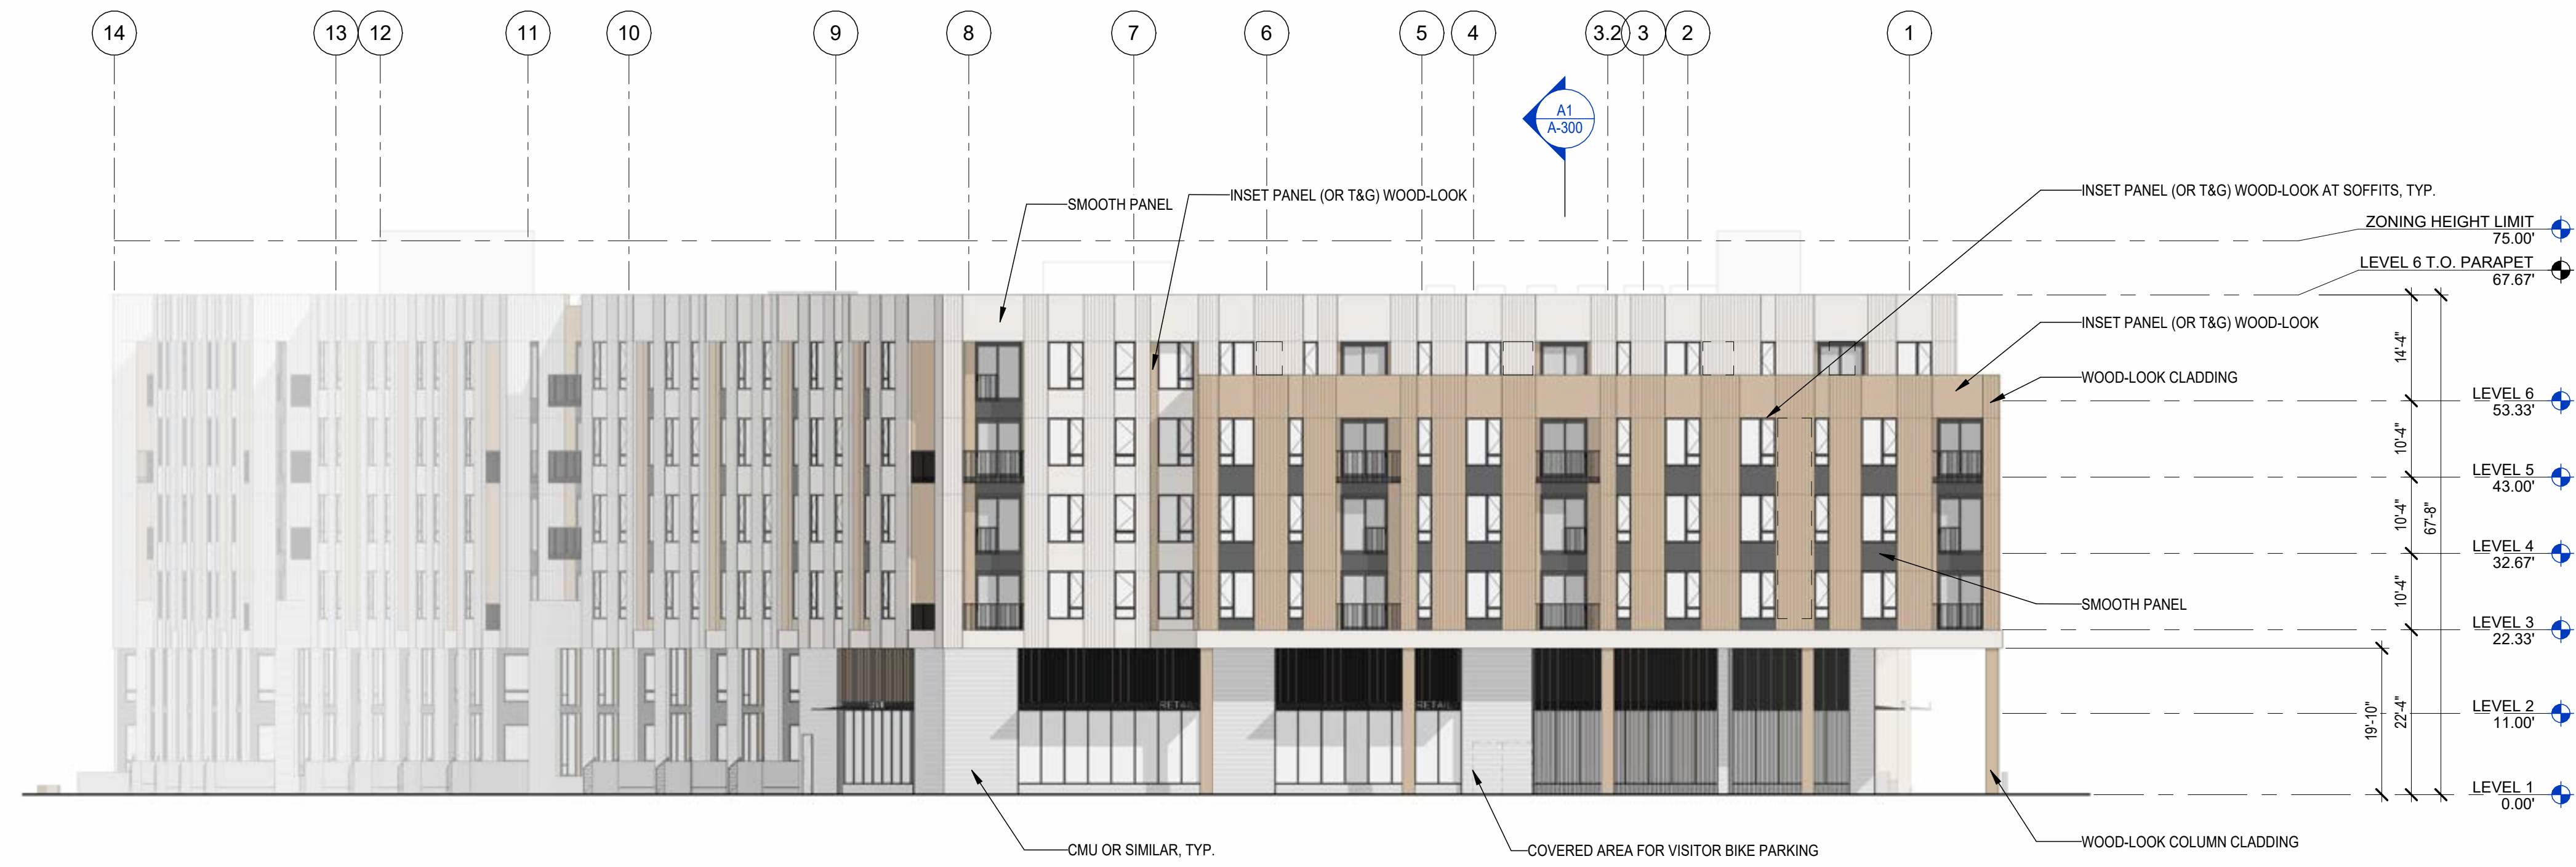 14
13
12
11
10
9
8
7
6
5
4
3.2
3
2
1
A1
A-300
SMOOTH PANEL
INSET PANEL (OR T&G) WOOD-LOOK
INSET PANEL (OR T&G) WOOD-LOOK AT SOFFITS, TYP.
ZONING HEIGHT LIMIT
75.00'
LEVEL 6 T.O. PARAPET
67.67'
INSET PANEL (OR T&G) WOOD-LOOK
14'-4"
WOOD-LOOK CLADDING
LEVEL 6
53.33'
10'-4"
LEVEL 5
43.00'
10'-4"
67'-8"
LEVEL 4
32.67'
10'-4"
SMOOTH PANEL
LEVEL 3
22.33'
RETAIL
RETAIL
19'-10"
22'-4"
LEVEL 2
11.00'
LEVEL 1
0.00'
CMU OR SIMILAR, TYP.
COVERED AREA FOR VISITOR BIKE PARKING
WOOD-LOOK COLUMN CLADDING